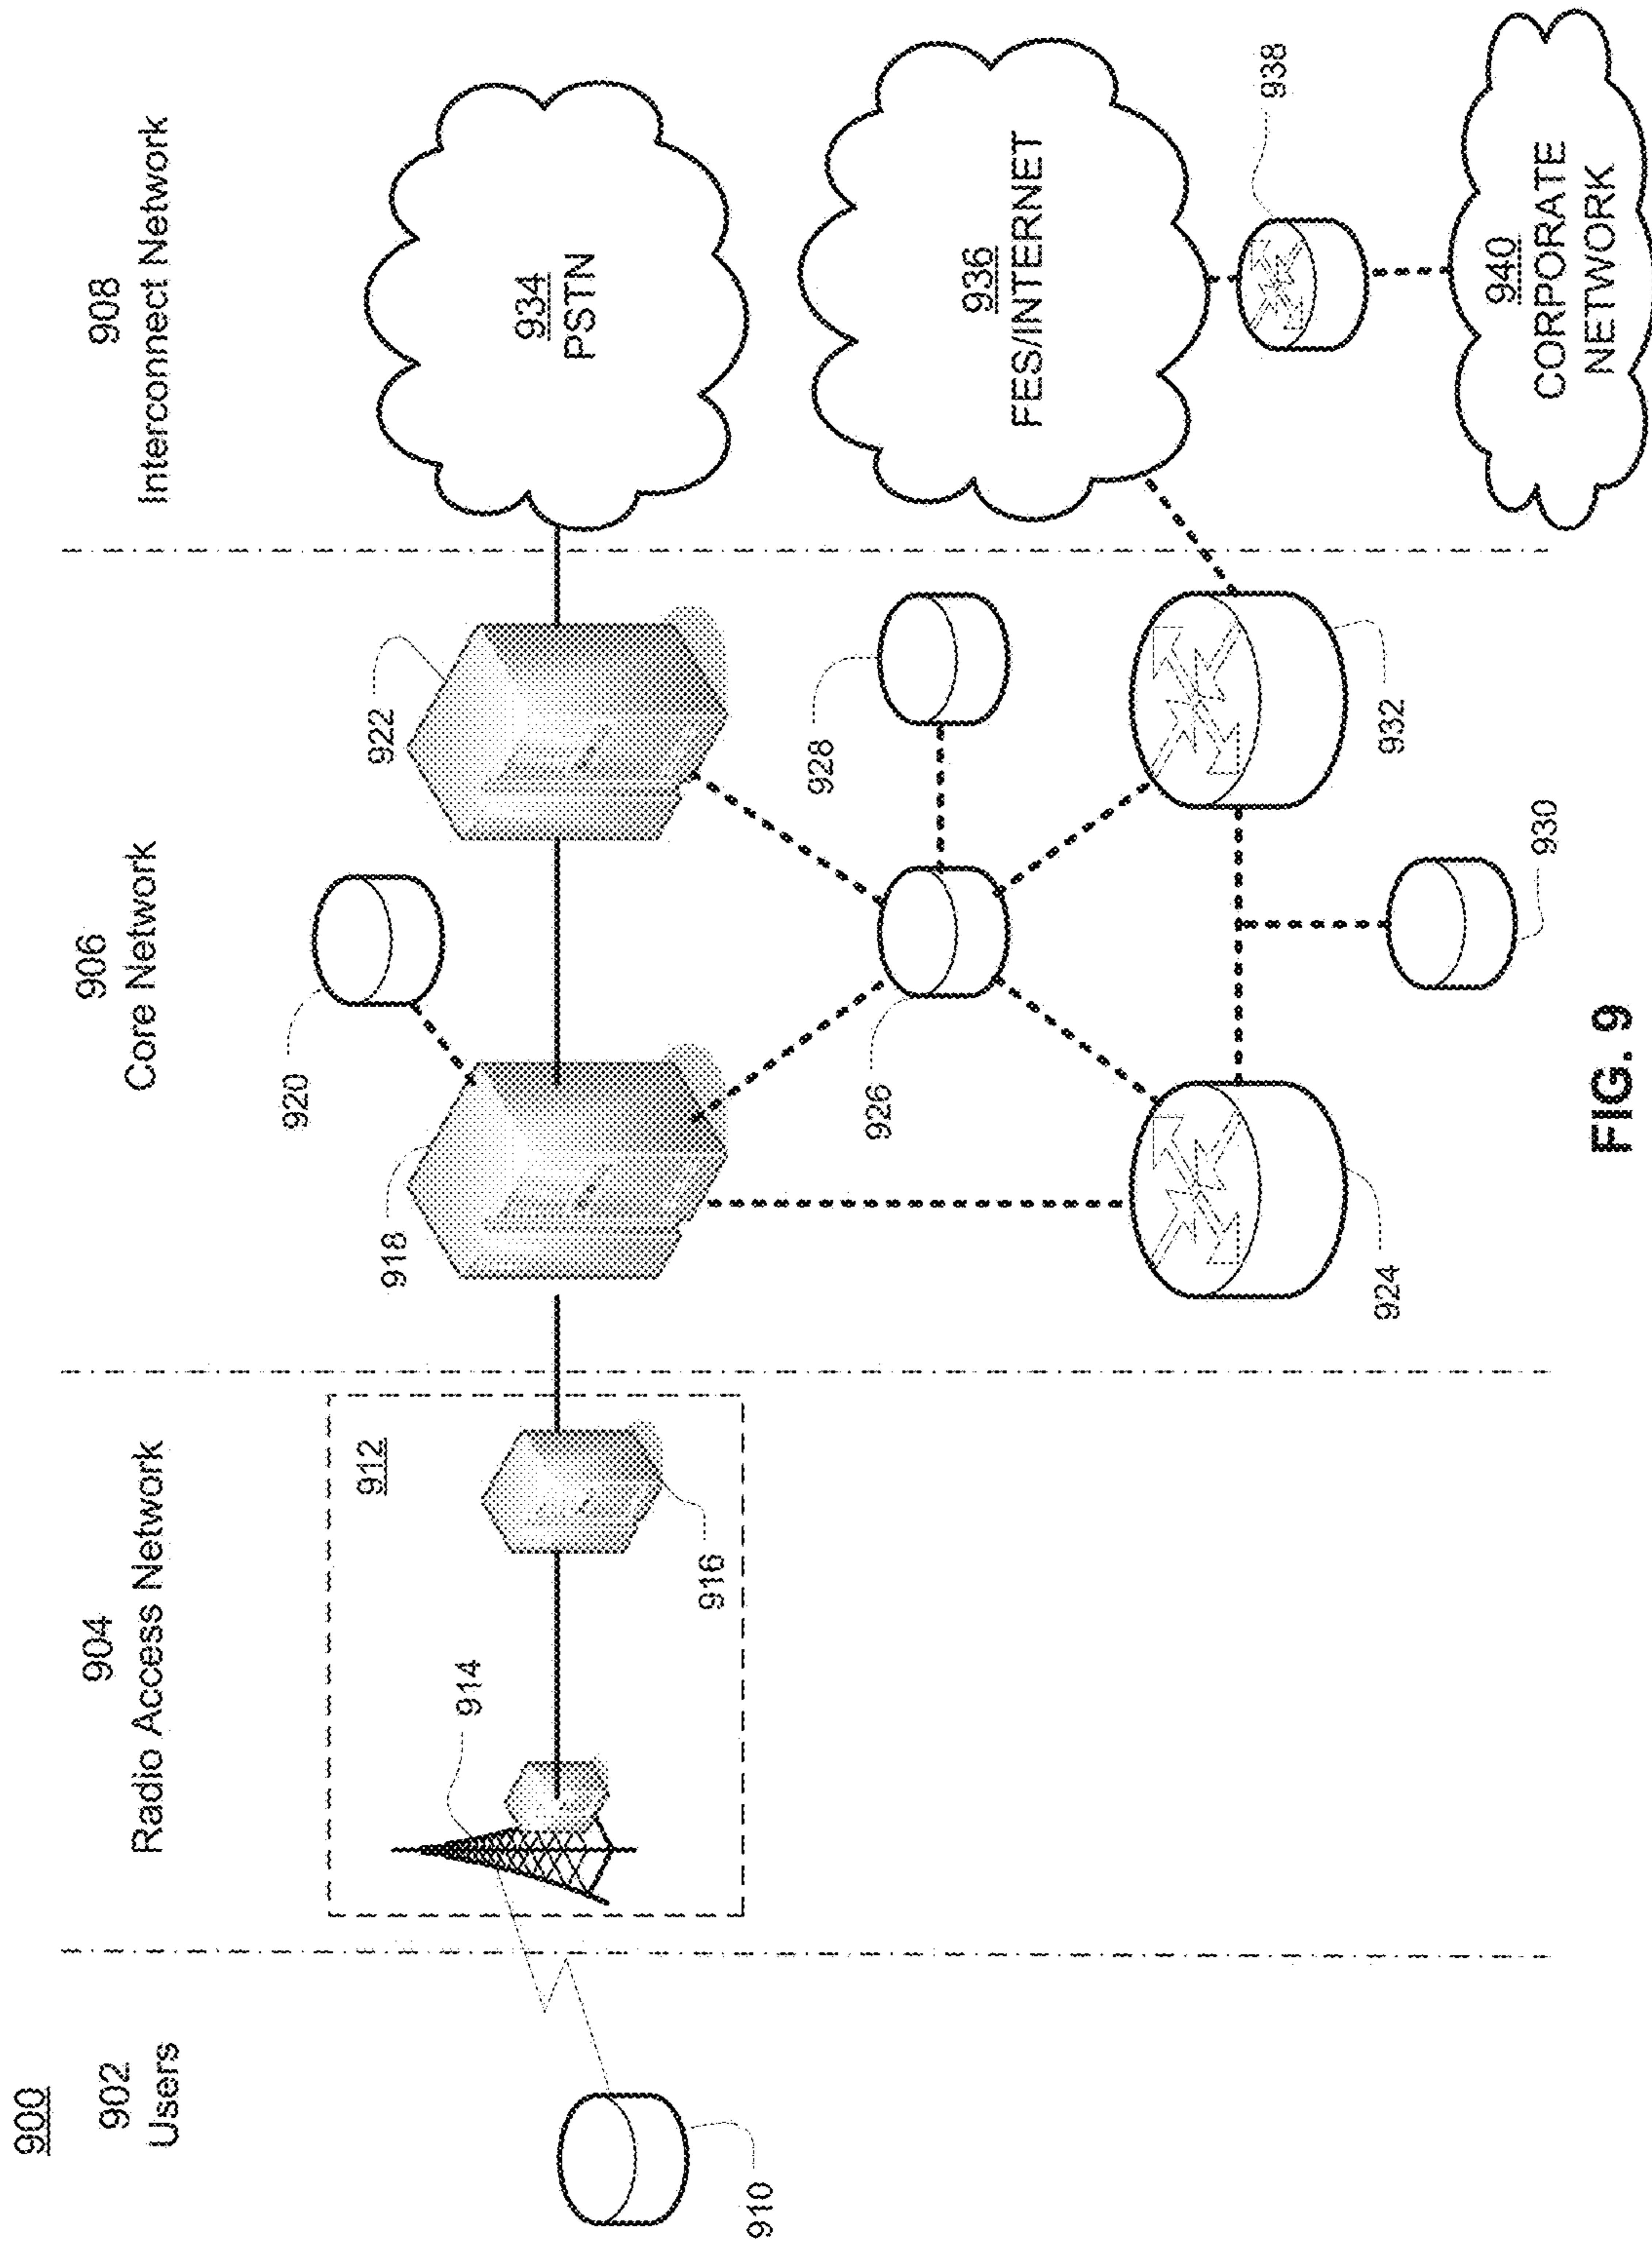 900
902
Users
904
Radio Access Network
906
Core Network
908
Interconnect Network
910
912
914
916
918
920
922
924
926
928
930
932
934
PSTN
936
FES/INTERNET
938
940
CORPORATE
NETWORK
FIG. 9